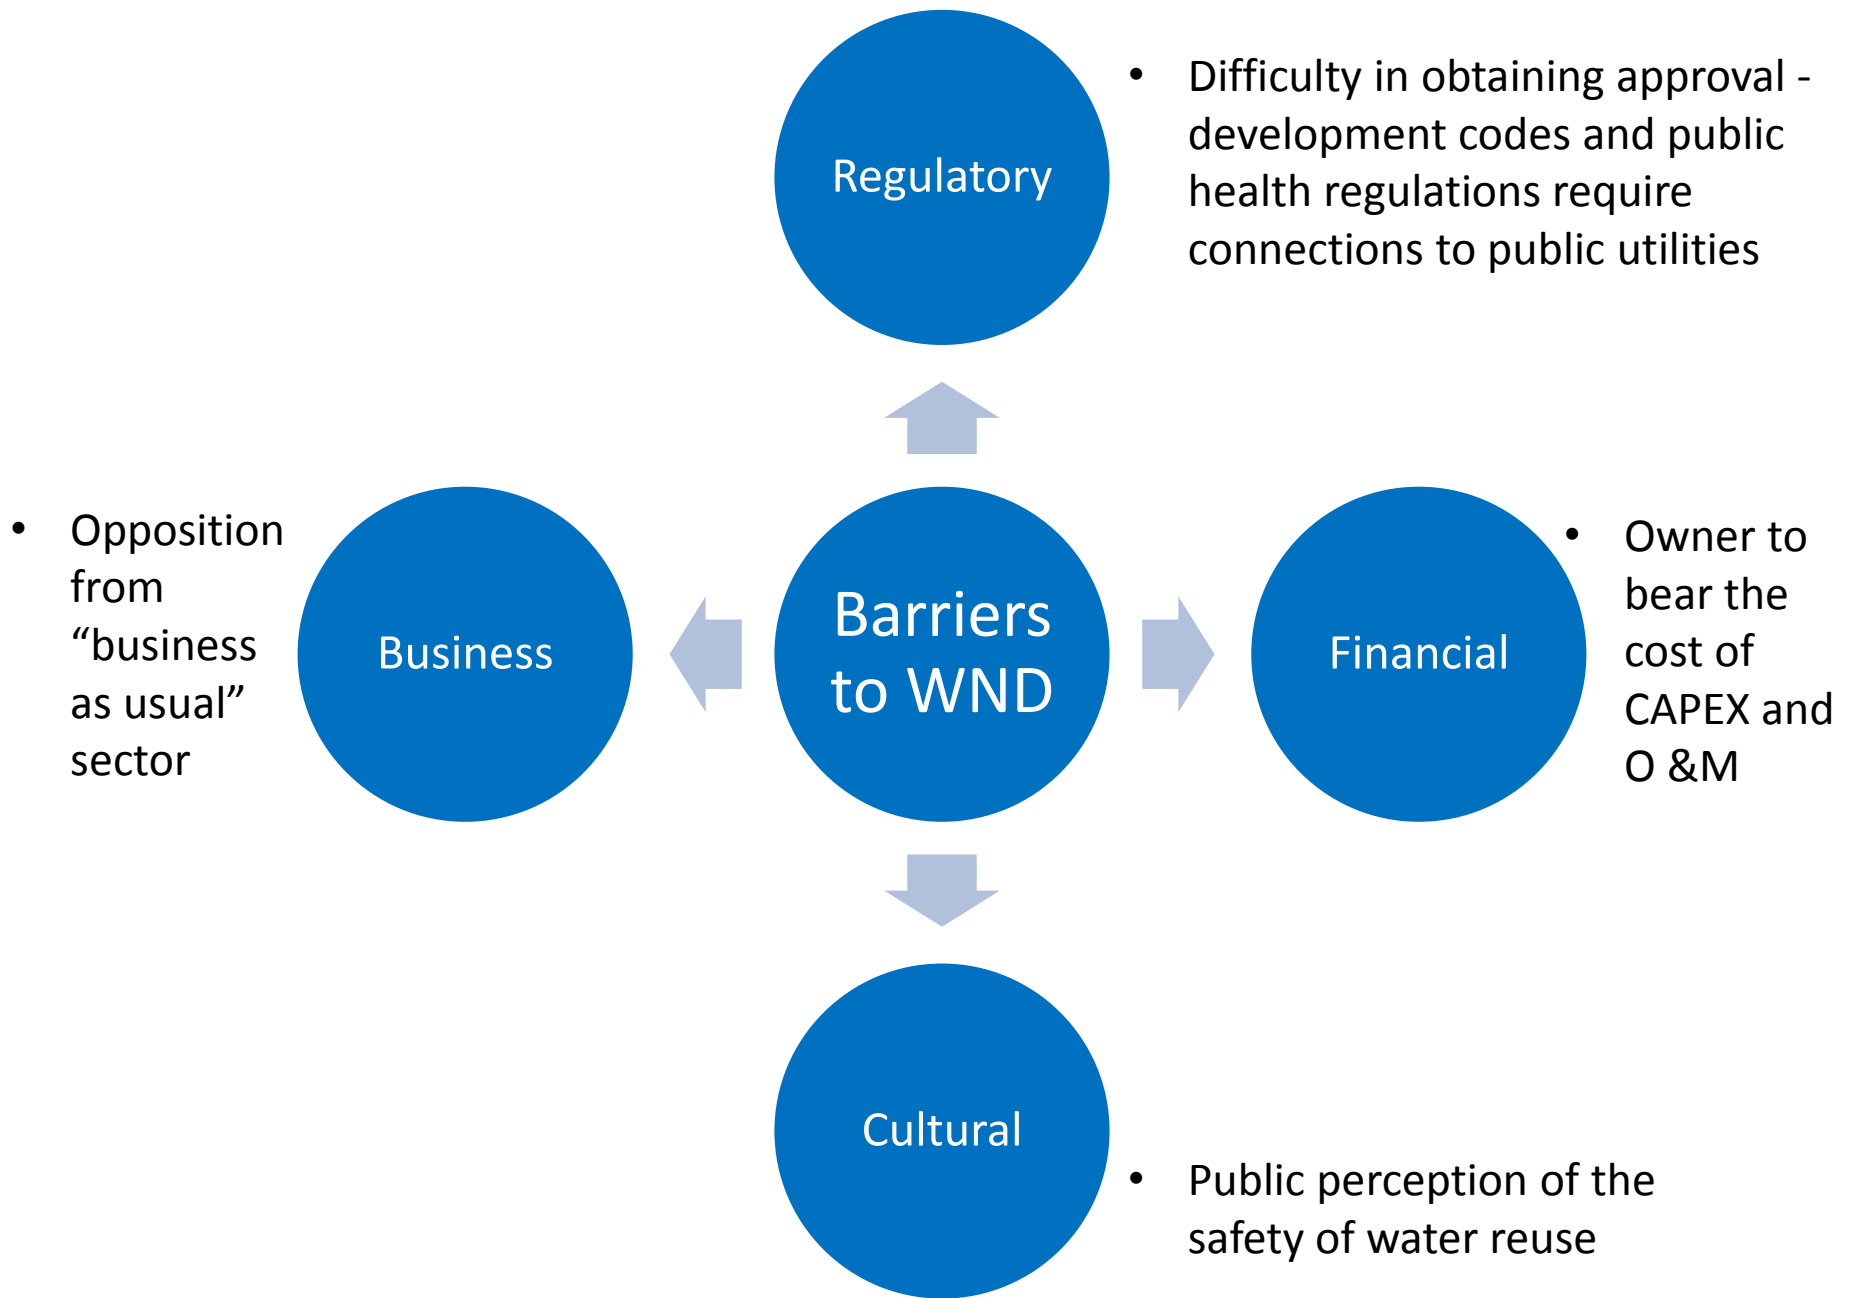 Regulatory
• Difficulty in obtaining approval -
development codes and public
health regulations require
connections to public utilities
• Opposition
from
“business
as usual”
sector
Business
Barriers
to WND
Financial
• Owner to
bear the
cost of
CAPEX and
O &M
Cultural
• Public perception of the
safety of water reuse